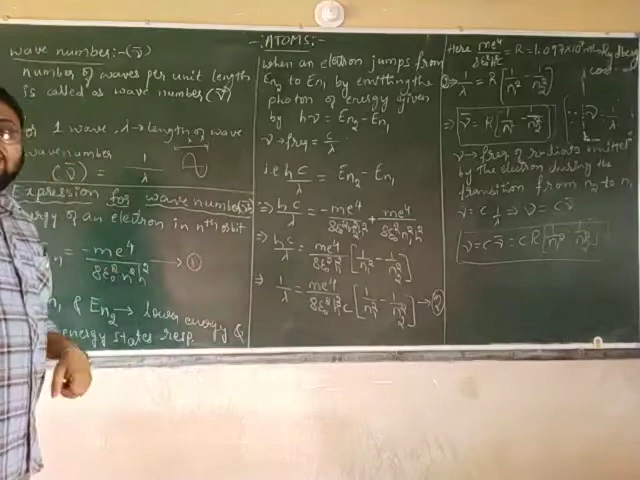 -: ATOMS:-
wave number:-(ν̅)
number of waves per unit length
is called as wave number (ν̅)
1 wave, λ → length of wave
wave number
(ν̅) = 1/λ
Expression for wave number
energy of an electron in nth orbit
= -me⁴/8ε₀²n²h² → ①
& En₂ → lower energy &
energy states resp.
when an electron jumps from
En₂ to En₁ by emitting the
photon of energy given
by h·ν = En₂ - En₁
ν → freq = c/λ
i.e h c/λ = En₂ - En₁
⇒ h c/λ = -me⁴/8ε₀²n₂²h² + me⁴/8ε₀²n₁²h²
⇒ h c/λ = me⁴/8ε₀²h² [1/n₁² - 1/n₂²]
⇒ 1/λ = me⁴/8ε₀²h³c [1/n₁² - 1/n₂²] → ②
Here me⁴/8ε₀²h³c = R = 1.097×10⁷ m⁻¹ Rydberg
② ⇒ 1/λ = R [1/n₁² - 1/n₂²]
⇒ ν̅ = R [1/n₁² - 1/n₂²] [∵ ν̅ = 1/λ]
ν → freq of radiatn emitted
by the electron during the
transition from n₂ to n₁
ν = c 1/λ ⇒ ν = cν̅
ν = cν̅ = cR [1/n₁² - 1/n₂²]